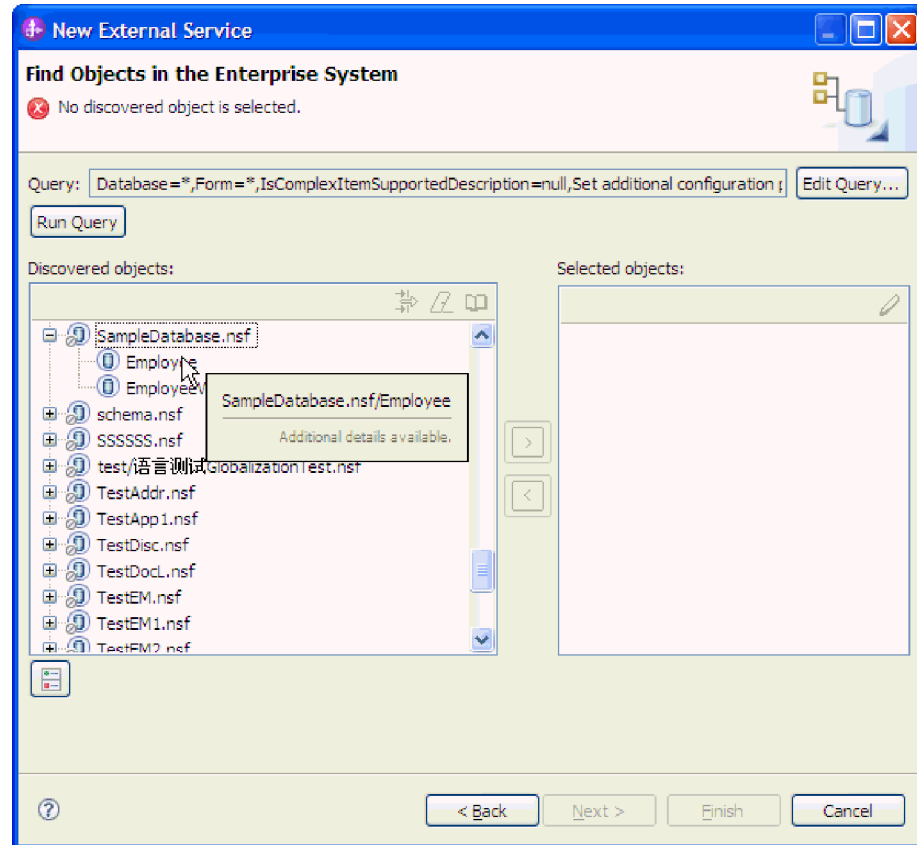 New External Service
Find Objects in the Enterprise System
No discovered object is selected.
Query: Database=*,Form=*,IsComplexItemSupportedDescription=null,Set additional configuration Edit Query...
Run Query
Discovered objects: Selected objects:
SampleDatabase.nsf
Employee
Employee
SampleDatabase.nsf/Employee
Additional details available.
schema.nsf
SSSSSS.nsf
test/语言测试GlobalizationTest.nsf
TestAddr.nsf
TestApp1.nsf
TestDisc.nsf
TestDocL.nsf
TestEM.nsf
TestEM1.nsf
TestEM2.nsf
< Back Next > Finish Cancel